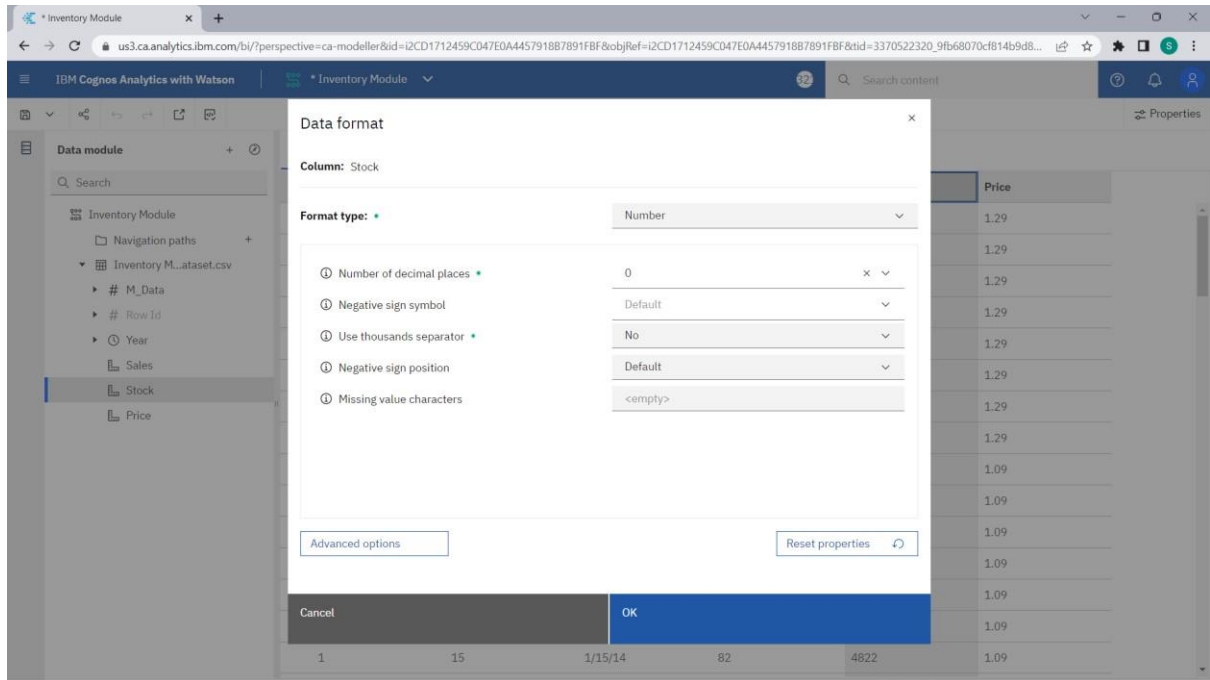 * Inventory Module
us3.ca.analytics.ibm.com/bi/?perspective=ca-modeller&id=i2CD1712459C047E0A4457918B7891FBF&objRef=i2CD1712459C047E0A4457918B7891FBF&tid=3370522320_9fb68070cf814b9d8...
S
IBM Cognos Analytics with Watson
* Inventory Module
32
Search content
Properties
Data module
Search
Inventory Module
Navigation paths
Inventory M...ataset.csv
# M_Data
# Row Id
Year
Sales
Stock
Price
Data format
Column: Stock
Format type:
Number
Number of decimal places
0
Negative sign symbol
Default
Use thousands separator
No
Negative sign position
Default
Missing value characters
<empty>
Advanced options
Reset properties
Cancel
OK
Price
1.29
1.29
1.29
1.29
1.29
1.29
1.29
1.29
1.09
1.09
1.09
1.09
1.09
1.09
1 15 1/15/14 82 4822 1.09